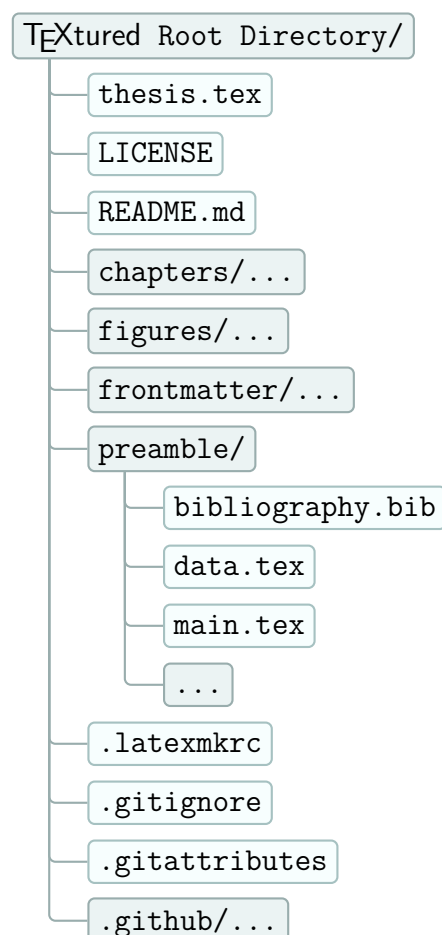 TEXtured Root Directory/
thesis.tex
LICENSE
README.md
chapters/...
figures/...
frontmatter/...
preamble/
bibliography.bib
data.tex
main.tex
...
.latexmkrc
.gitignore
.gitattributes
.github/...